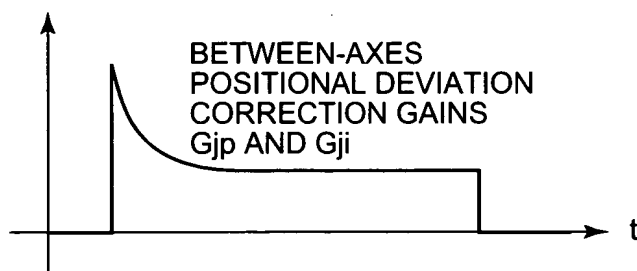 BETWEEN-AXES
POSITIONAL DEVIATION
CORRECTION GAINS
Gjp AND Gji
t